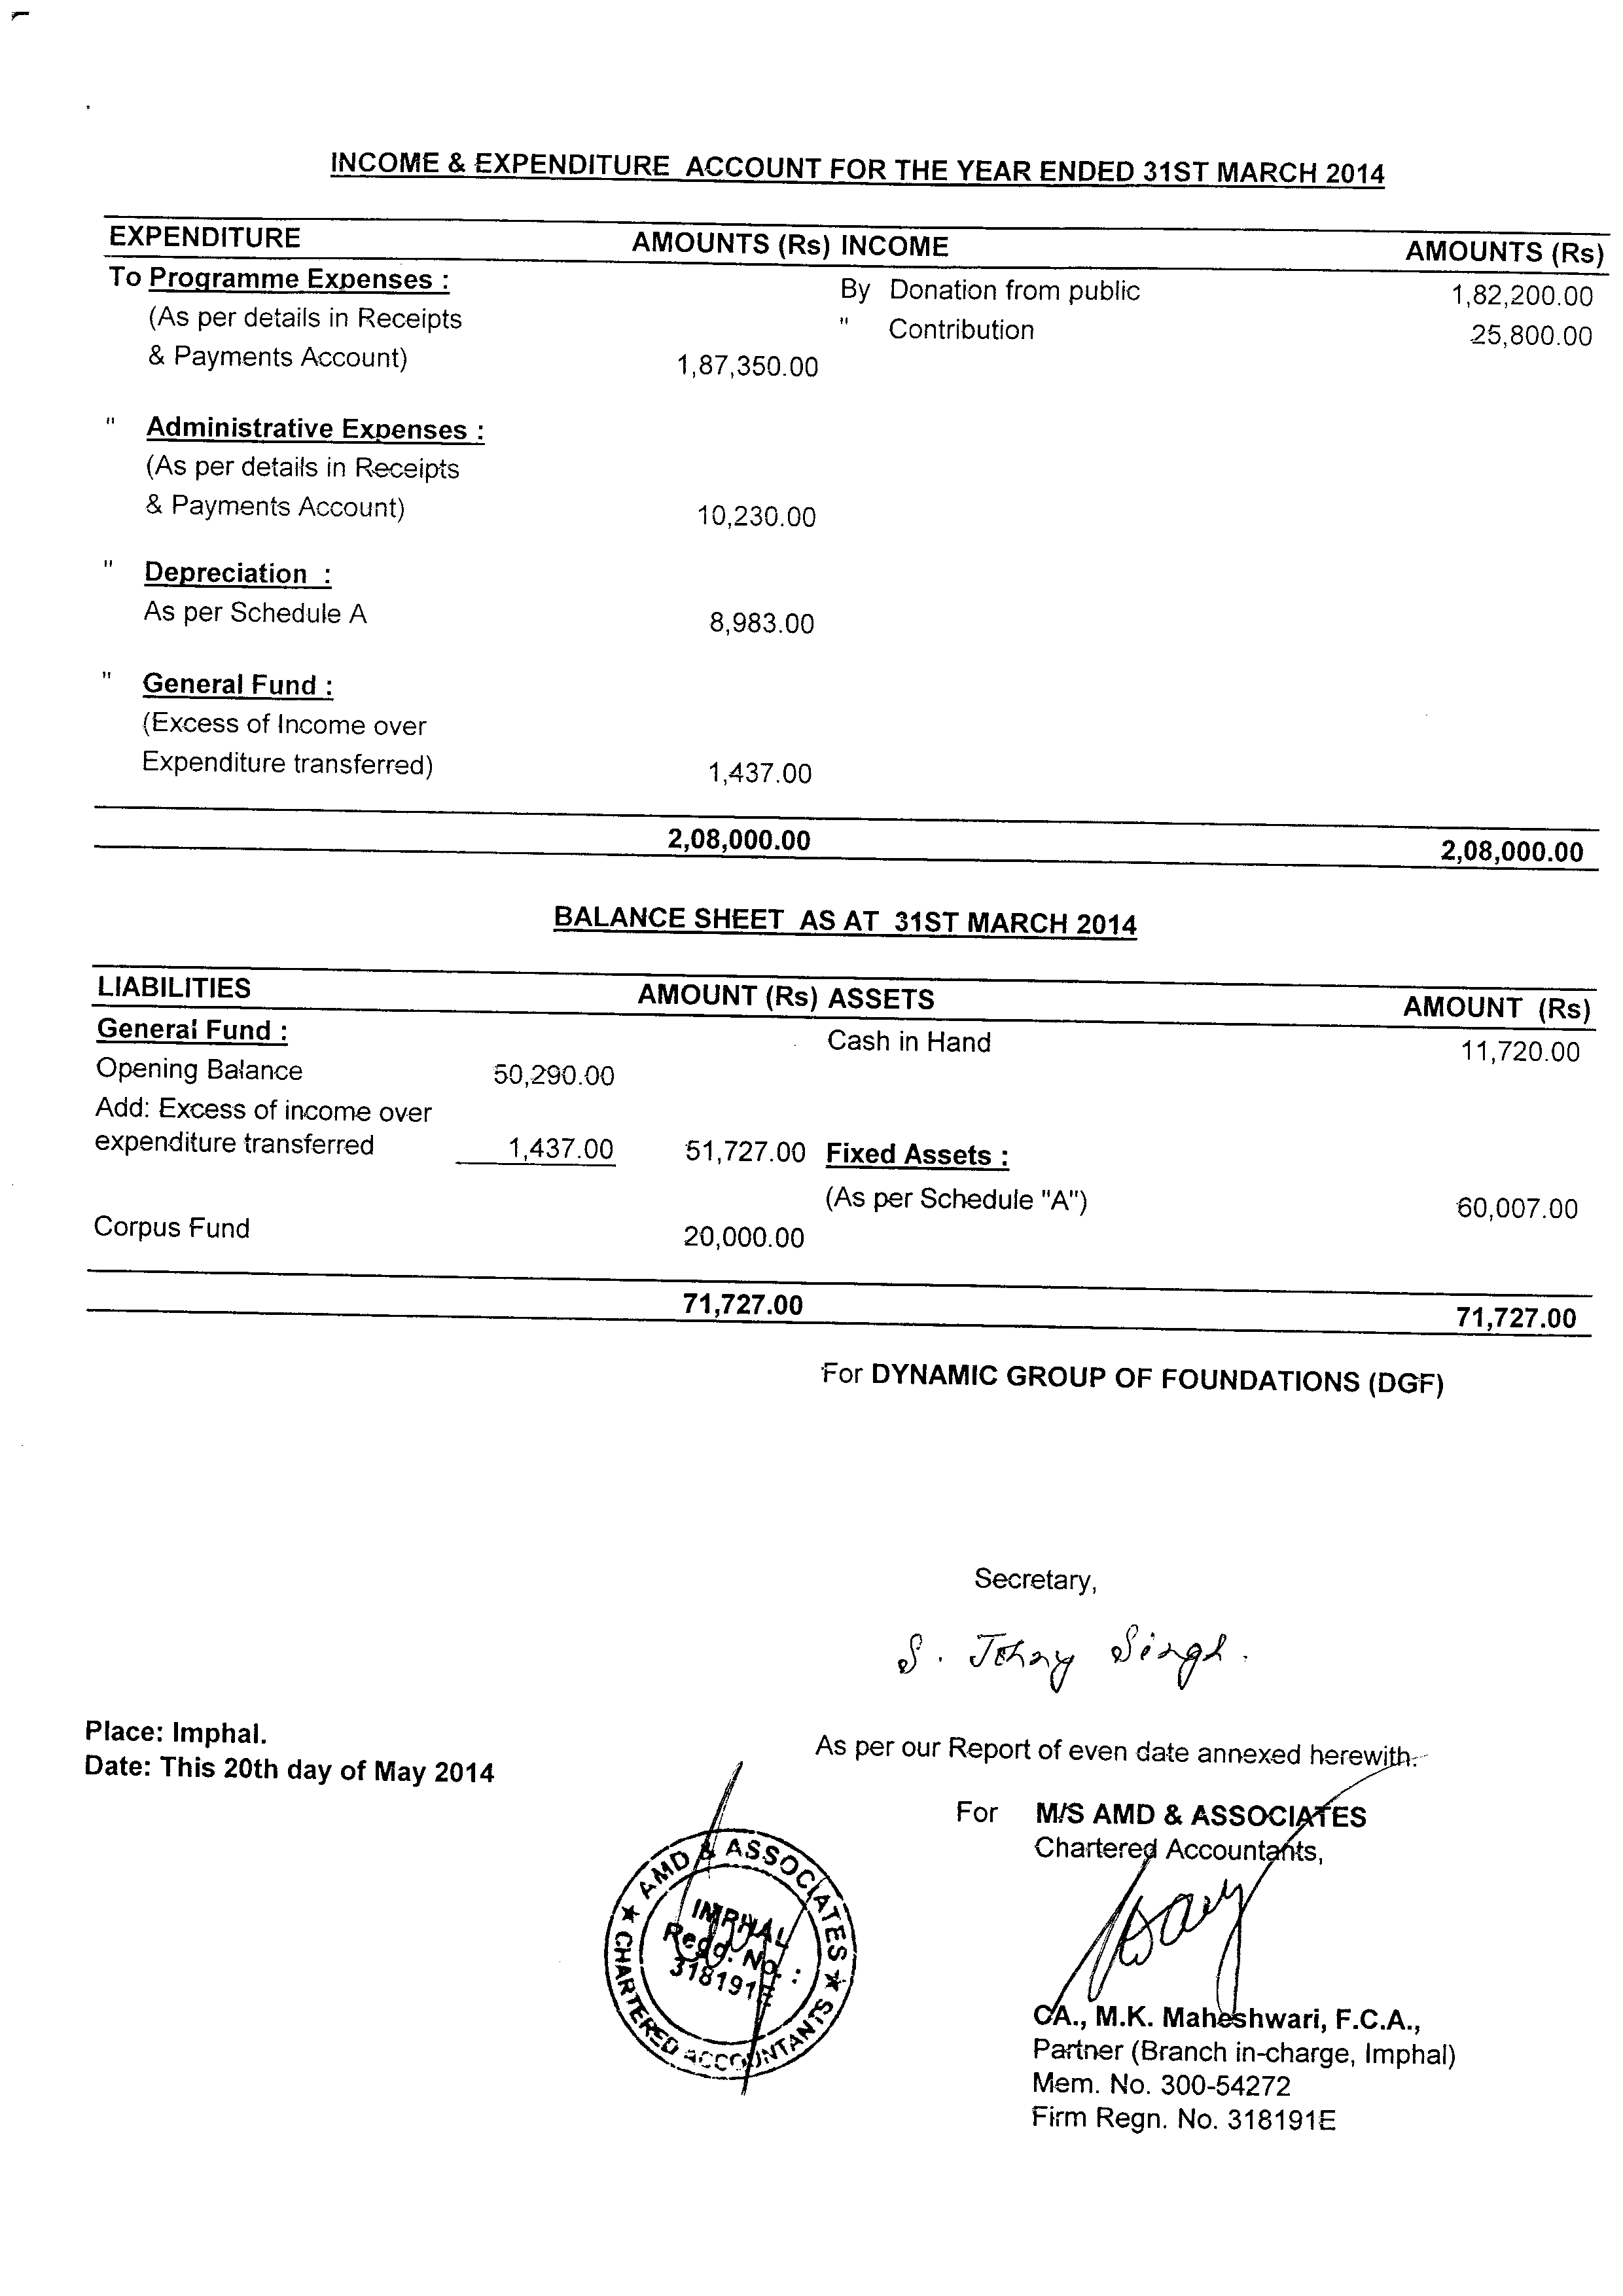 INCOME & EXPENDITURE ACCOUNT FOR THE YEAR ENDED 31ST MARCH 2014
EXPENDITURE AMOUNTS (Rs) INCOME AMOUNTS (Rs)
To Programme Expenses : By Donation from public 1,82,200.00
(As per details in Receipts " Contribution 25,800.00
& Payments Account) 1,87,350.00
" Administrative Expenses :
(As per details in Receipts
& Payments Account) 10,230.00
" Depreciation :
As per Schedule A 8,983.00
" General Fund :
(Excess of Income over
Expenditure transferred) 1,437.00
2,08,000.00 2,08,000.00
BALANCE SHEET AS AT 31ST MARCH 2014
LIABILITIES AMOUNT (Rs) ASSETS AMOUNT (Rs)
General Fund : Cash in Hand 11,720.00
Opening Balance 50,290.00
Add: Excess of income over
expenditure transferred 1,437.00 51,727.00 Fixed Assets :
(As per Schedule "A") 60,007.00
Corpus Fund 20,000.00
71,727.00 71,727.00
For DYNAMIC GROUP OF FOUNDATIONS (DGF)
Secretary,
S. Johny Singh.
Place: Imphal.
Date: This 20th day of May 2014
As per our Report of even date annexed herewith.
For M/S AMD & ASSOCIATES
Chartered Accountants,
AMD & ASSOCIATES
★ CHARTERED ACCOUNTANTS ★
IMPHAL
Regd. No. :
318191E
CA., M.K. Maheshwari, F.C.A.,
Partner (Branch in-charge, Imphal)
Mem. No. 300-54272
Firm Regn. No. 318191E